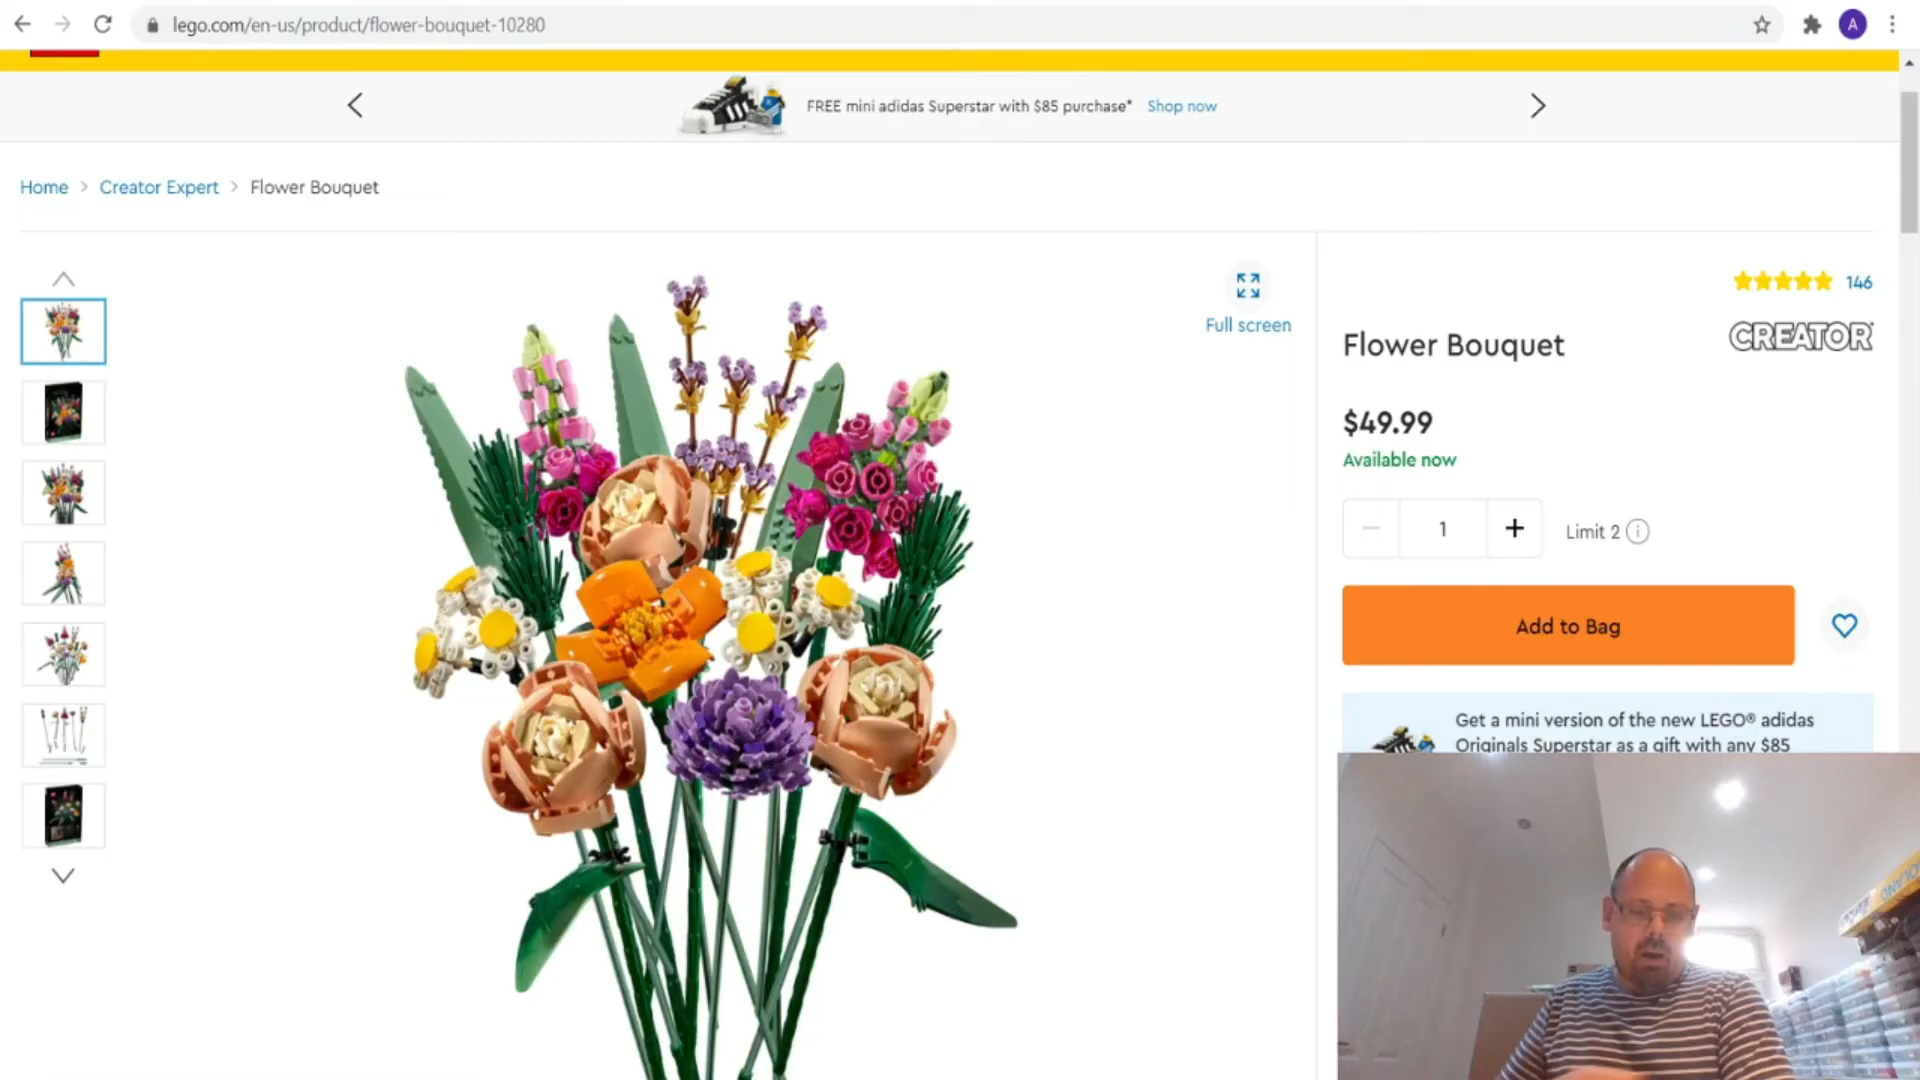 lego.com/en-us/product/flower-bouquet-10280
A
FREE mini adidas Superstar with $85 purchase* Shop now
Home > Creator Expert > Flower Bouquet
146
CREATOR
Full screen
Flower Bouquet
$49.99
Available now
1
Limit 2
Add to Bag
Get a mini version of the new LEGO® adidas
Originals Superstar as a gift with any $85